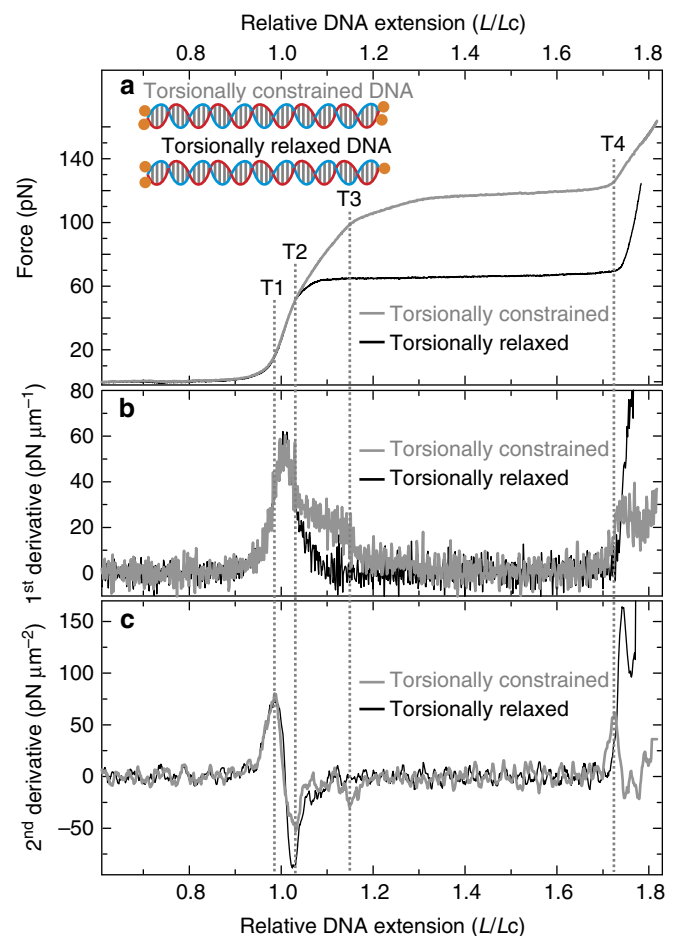 Relative DNA extension (L/Lc)
0.8 1.0 1.2 1.4 1.6 1.8
a
Torsionally constrained DNA
Torsionally relaxed DNA
T1
T2
T3
T4
Force (pN)
140
100
60
20
Torsionally constrained
Torsionally relaxed
b
1st derivative (pN μm−1)
80
60
40
20
0
Torsionally constrained
Torsionally relaxed
c
2nd derivative (pN μm−2)
150
100
50
0
−50
Torsionally constrained
Torsionally relaxed
0.8 1.0 1.2 1.4 1.6 1.8
Relative DNA extension (L/Lc)